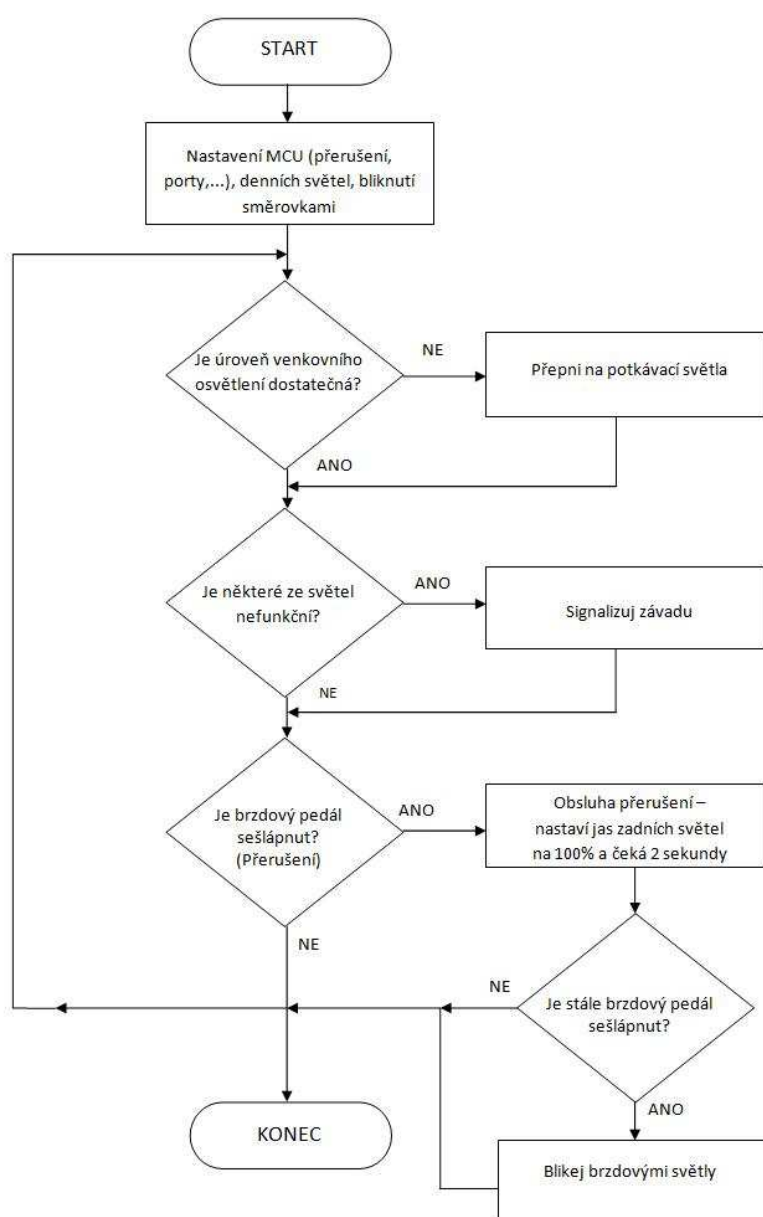 START
Nastavení MCU (přerušení,
porty,...), denních světel, bliknutí
směrovkami
Je úroveň venkovního
osvětlení dostatečná?
NE
Přepni na potkávací světla
ANO
Je některé ze světel
nefunkční?
ANO
Signalizuj závadu
NE
Je brzdový pedál
sešlápnut?
(Přerušení)
ANO
Obsluha přerušení –
nastaví jas zadních světel
na 100% a čeká 2 sekundy
NE
Je stále brzdový pedál
sešlápnut?
NE
ANO
Blikej brzdovými světly
KONEC